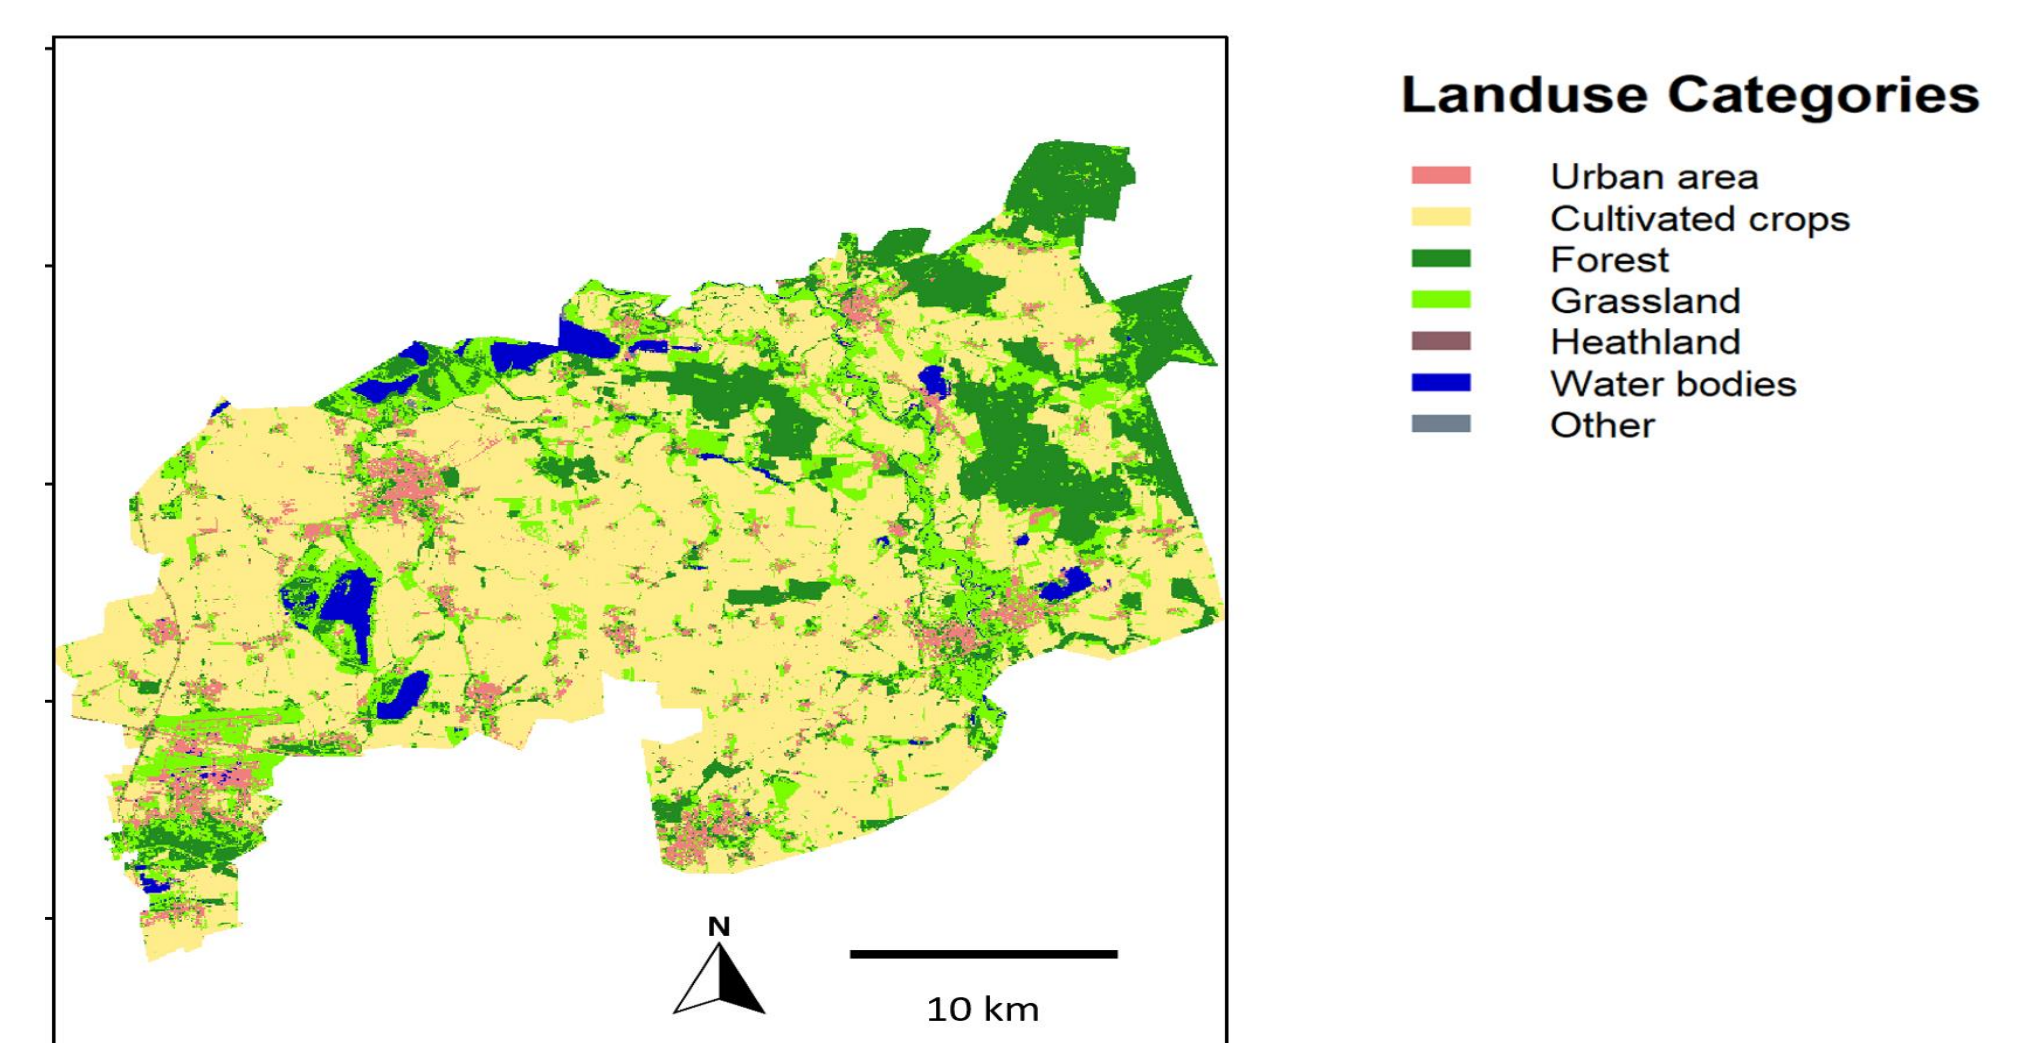 Landuse Categories
Urban area
Cultivated crops
Forest
Grassland
Heathland
Water bodies
Other
N
10 km